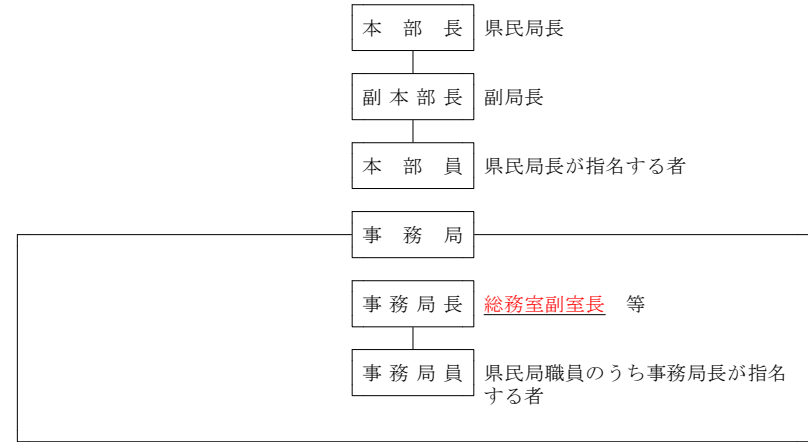 本部長 県民局長
副本部長 副局長
本部員 県民局長が指名する者
事務局
事務局長 総務室副室長 等
事務局員 県民局職員のうち事務局長が指名
する者